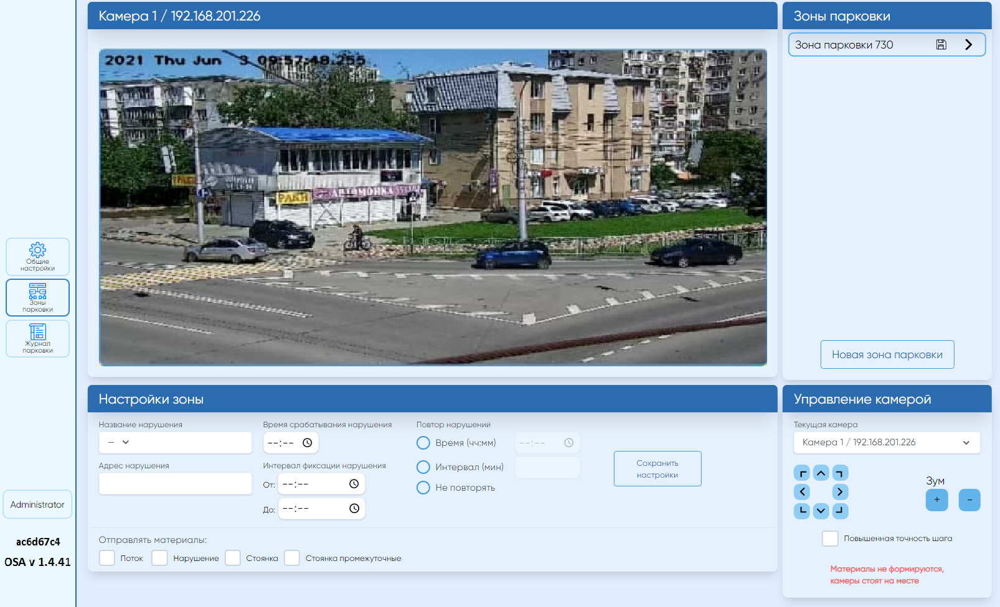 Камера 1 / 192.168.201.226
2021 Thu Jun 3 09:57:48.255
РАКИ
АВТОМОЙКА
Зоны парковки
Зона парковки 730
Новая зона парковки
Общие
настройки
Зоны
парковки
Журнал
парковки
Administrator
ac6d67c4
OSA v 1.4.41
Настройки зоны
Название нарушения
—
Адрес нарушения
Время срабатывания нарушения
--:--
Интервал фиксации нарушения
От: --:--
До: --:--
Повтор нарушений
Время (чч:мм) --:--
Интервал (мин)
Не повторять
Сохранить
настройки
Отправлять материалы:
Поток Нарушение Стоянка Стоянка промежуточные
Управление камерой
Текущая камера
Камера 1 / 192.168.201.226
Зум
+ -
Повышенная точность шага
Материалы не формируются,
камеры стоят на месте